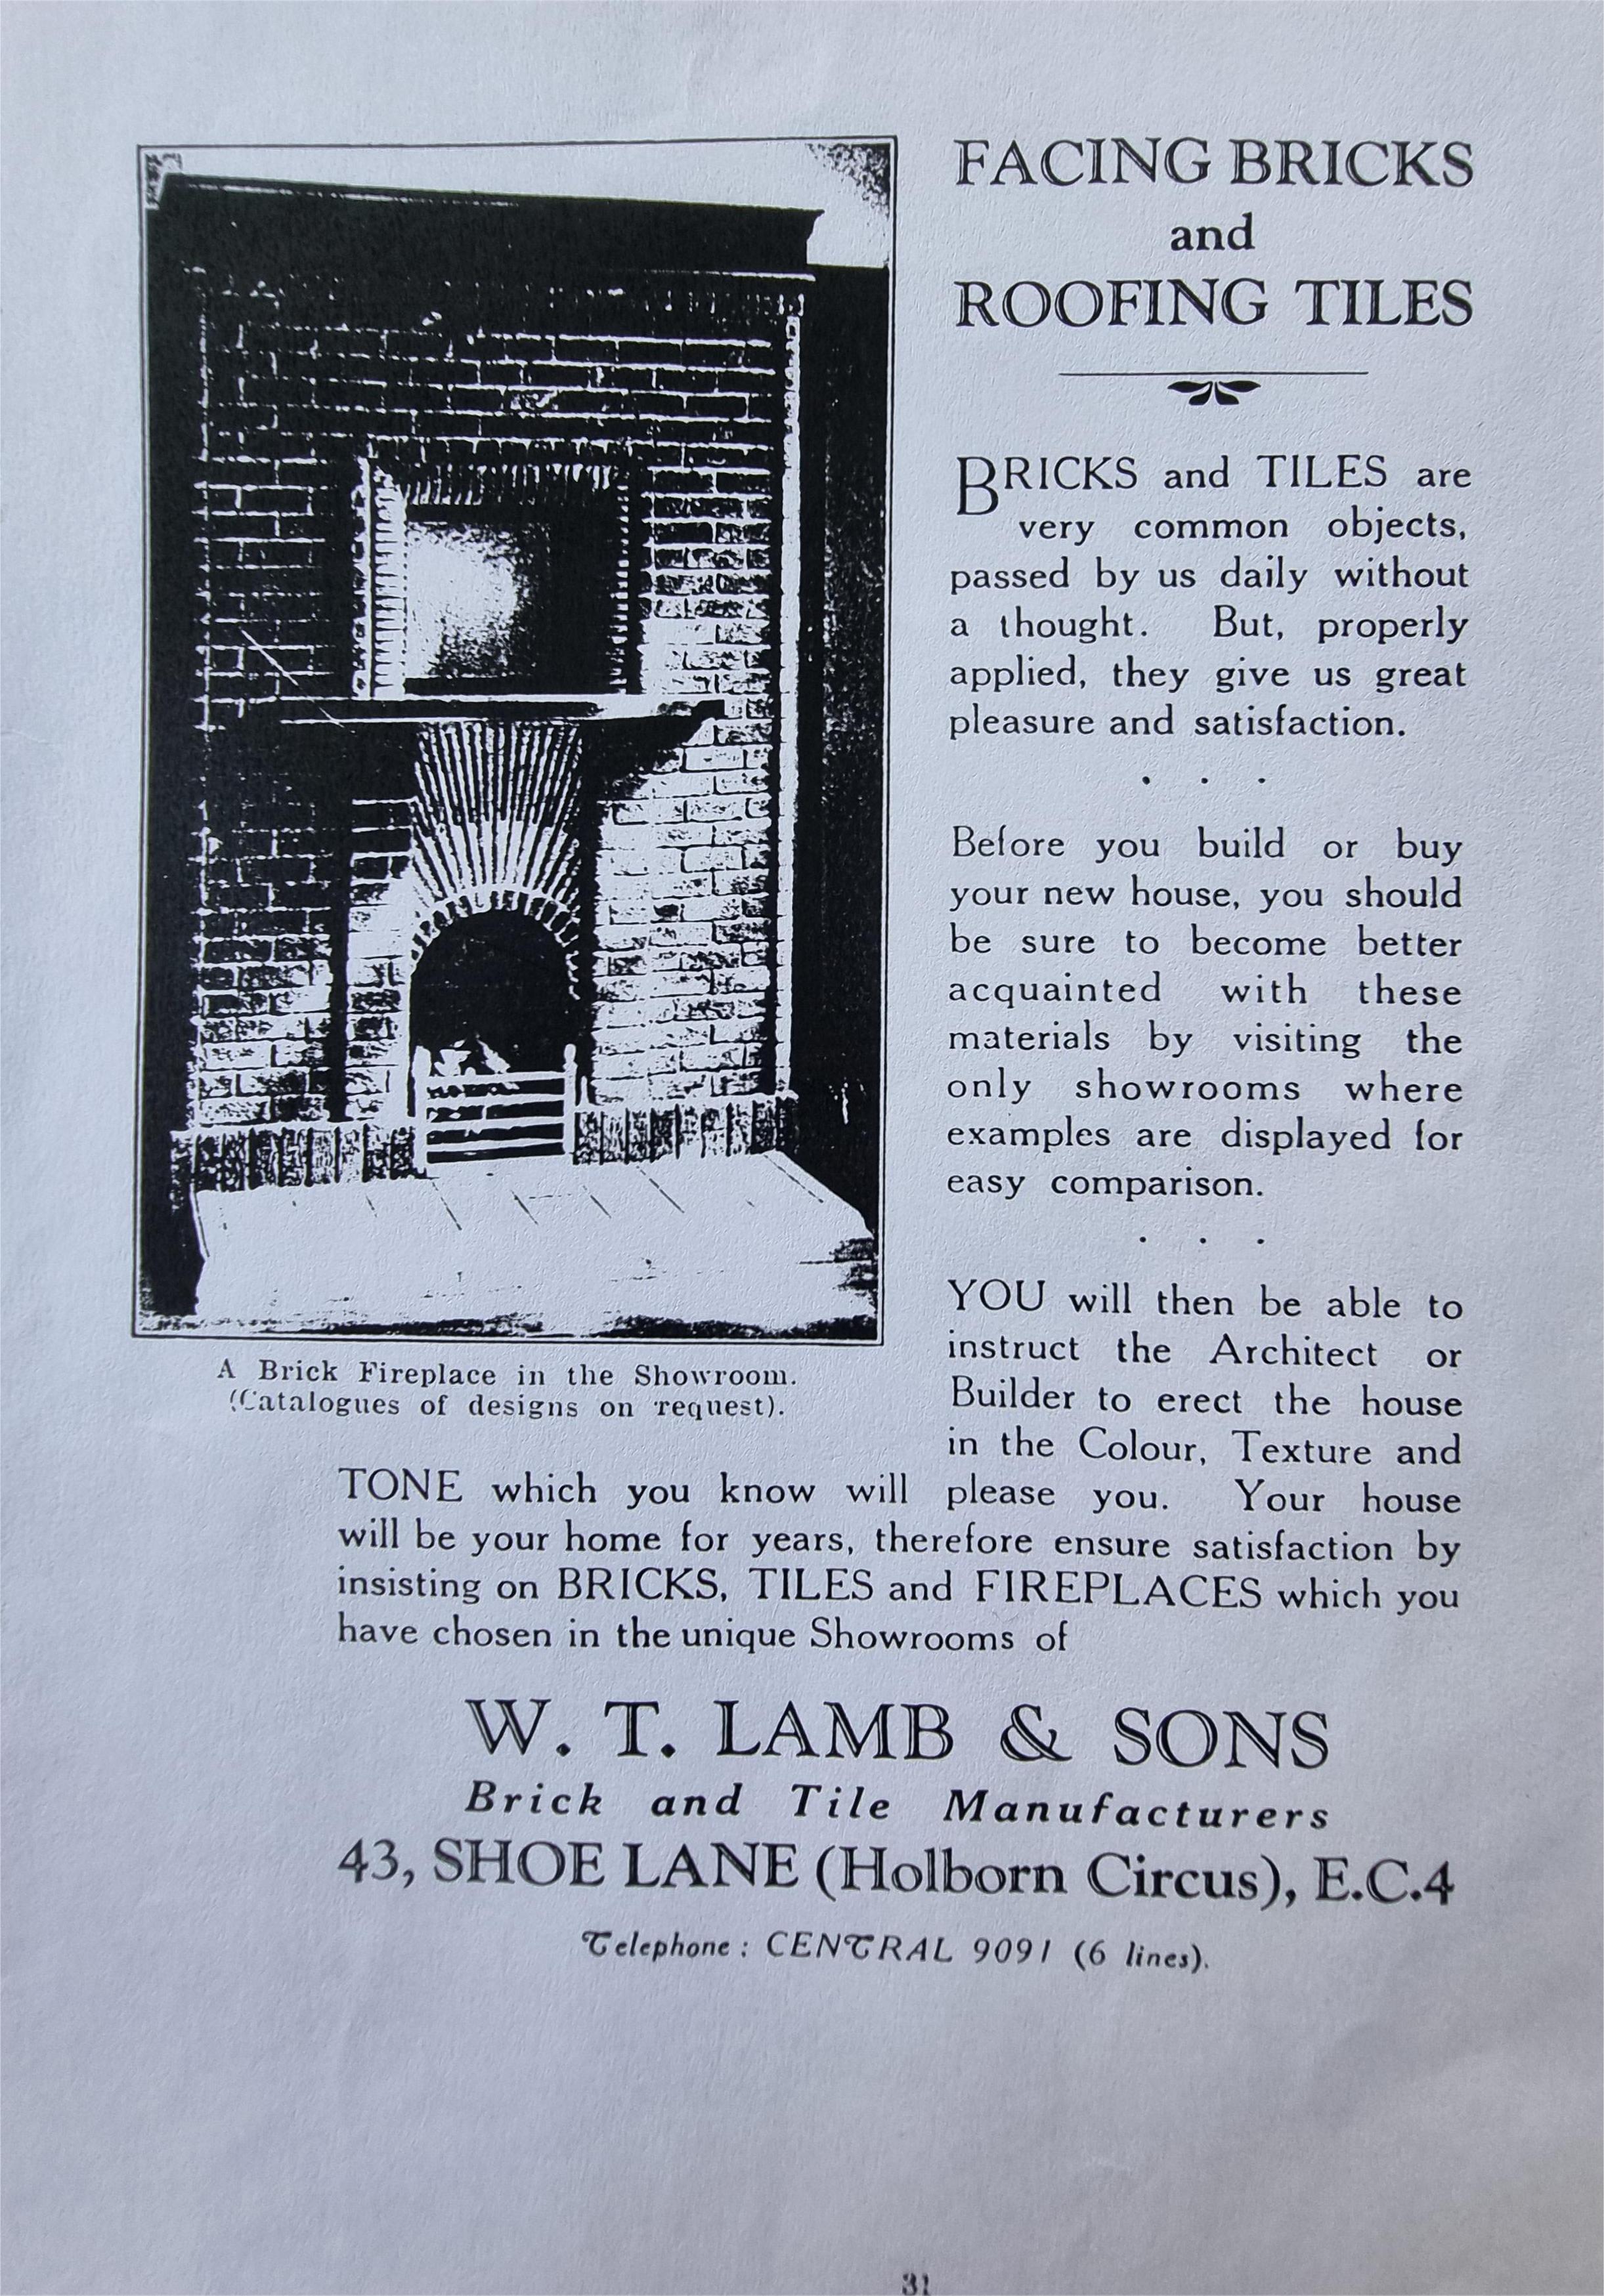 FACING BRICKS
and
ROOFING TILES
BRICKS and TILES are
very common objects,
passed by us daily without
a thought. But, properly
applied, they give us great
pleasure and satisfaction.
. . .
Before you build or buy
your new house, you should
be sure to become better
acquainted with these
materials by visiting the
only showrooms where
examples are displayed for
easy comparison.
. . .
A Brick Fireplace in the Showroom.
(Catalogues of designs on request).
YOU will then be able to
instruct the Architect or
Builder to erect the house
in the Colour, Texture and
TONE which you know will please you. Your house
will be your home for years, therefore ensure satisfaction by
insisting on BRICKS, TILES and FIREPLACES which you
have chosen in the unique Showrooms of
W. T. LAMB & SONS
Brick and Tile Manufacturers
43, SHOE LANE (Holborn Circus), E.C.4
Telephone: CENTRAL 9091 (6 lines).
31